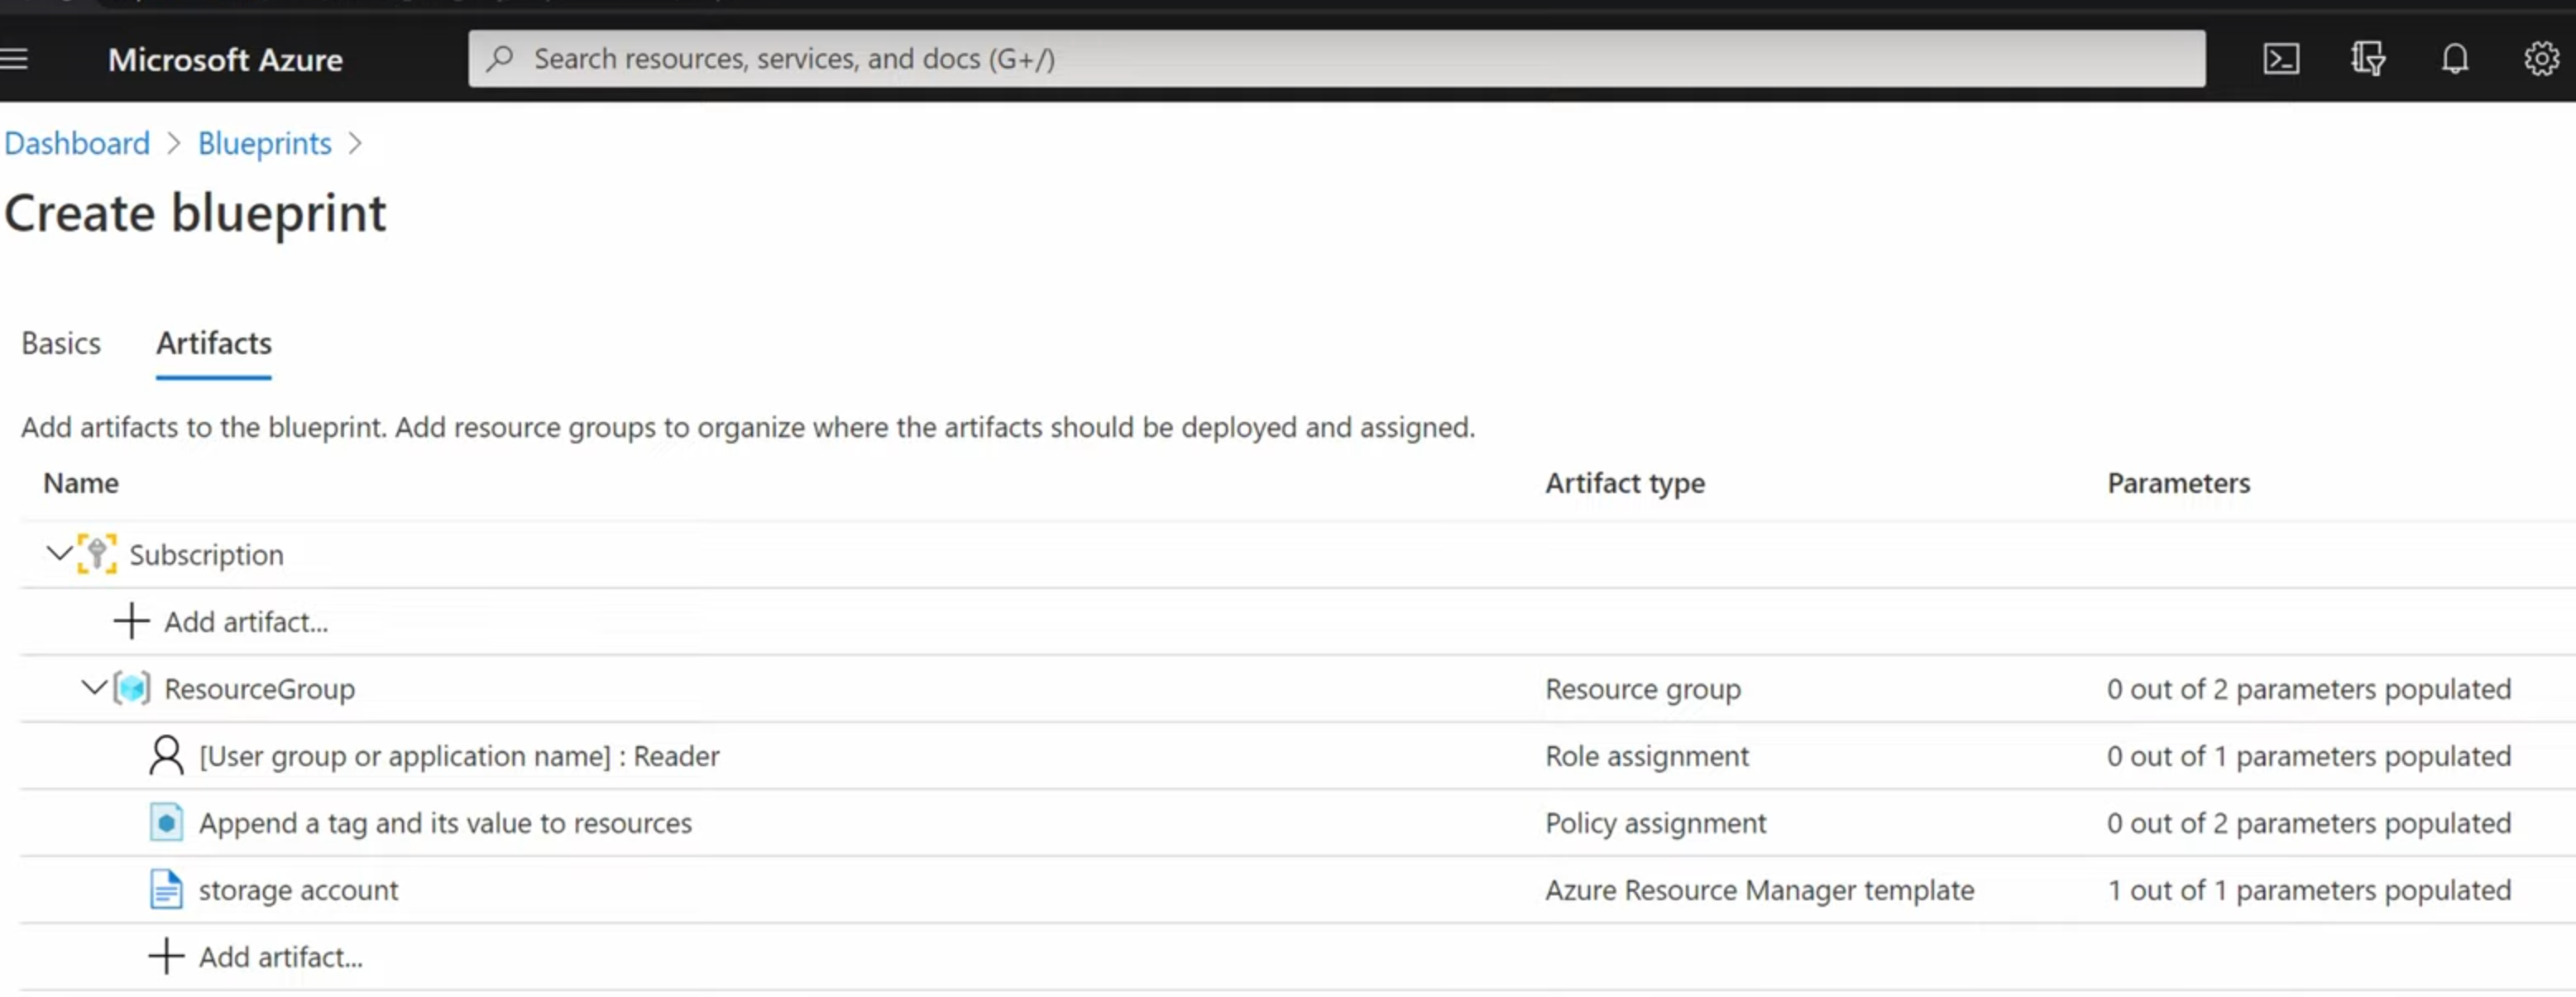 Microsoft Azure
Search resources, services, and docs (G+/)
Dashboard > Blueprints >
Create blueprint
Basics Artifacts
Add artifacts to the blueprint. Add resource groups to organize where the artifacts should be deployed and assigned.
Name Artifact type Parameters
Subscription
Add artifact...
ResourceGroup Resource group 0 out of 2 parameters populated
[User group or application name] : Reader Role assignment 0 out of 1 parameters populated
Append a tag and its value to resources Policy assignment 0 out of 2 parameters populated
storage account Azure Resource Manager template 1 out of 1 parameters populated
Add artifact...